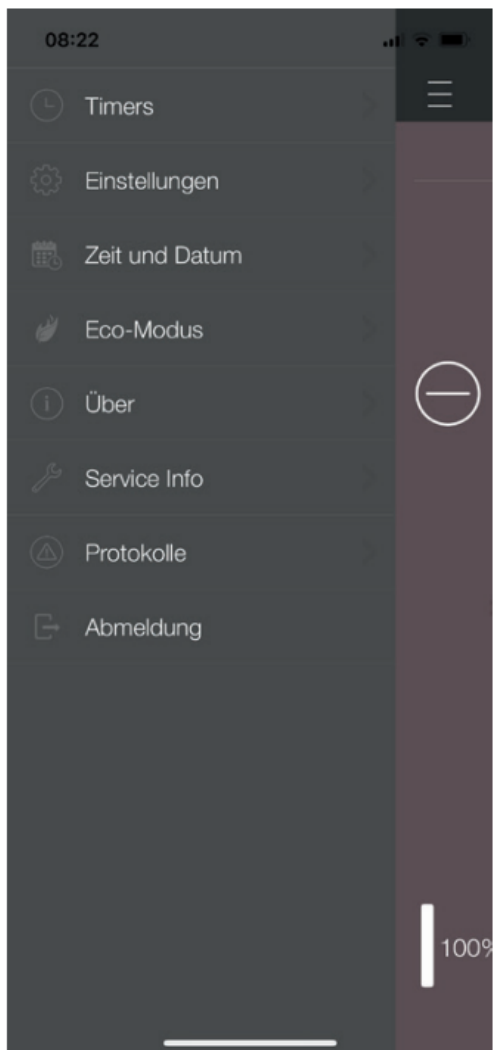 08:22
Timers
Einstellungen
Zeit und Datum
Eco-Modus
Über
Service Info
Protokolle
Abmeldung
100%